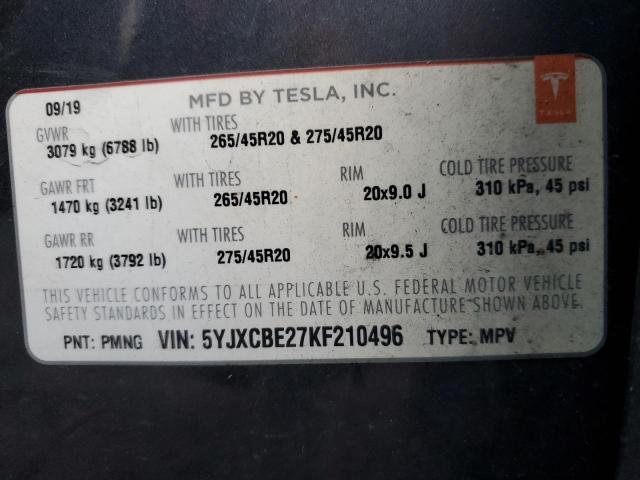 09/19 MFD BY TESLA, INC.
TESLA
GVWR WITH TIRES
3079 kg (6788 lb) 265/45R20 & 275/45R20
GAWR FRT WITH TIRES RIM COLD TIRE PRESSURE
1470 kg (3241 lb) 265/45R20 20x9.0 J 310 kPa, 45 psi
GAWR RR WITH TIRES RIM COLD TIRE PRESSURE
1720 kg (3792 lb) 275/45R20 20x9.5 J 310 kPa, 45 psi
THIS VEHICLE CONFORMS TO ALL APPLICABLE U.S. FEDERAL MOTOR VEHICLE
SAFETY STANDARDS IN EFFECT ON THE DATE OF MANUFACTURE SHOWN ABOVE.
PNT: PMNG VIN: 5YJXCBE27KF210496 TYPE: MPV